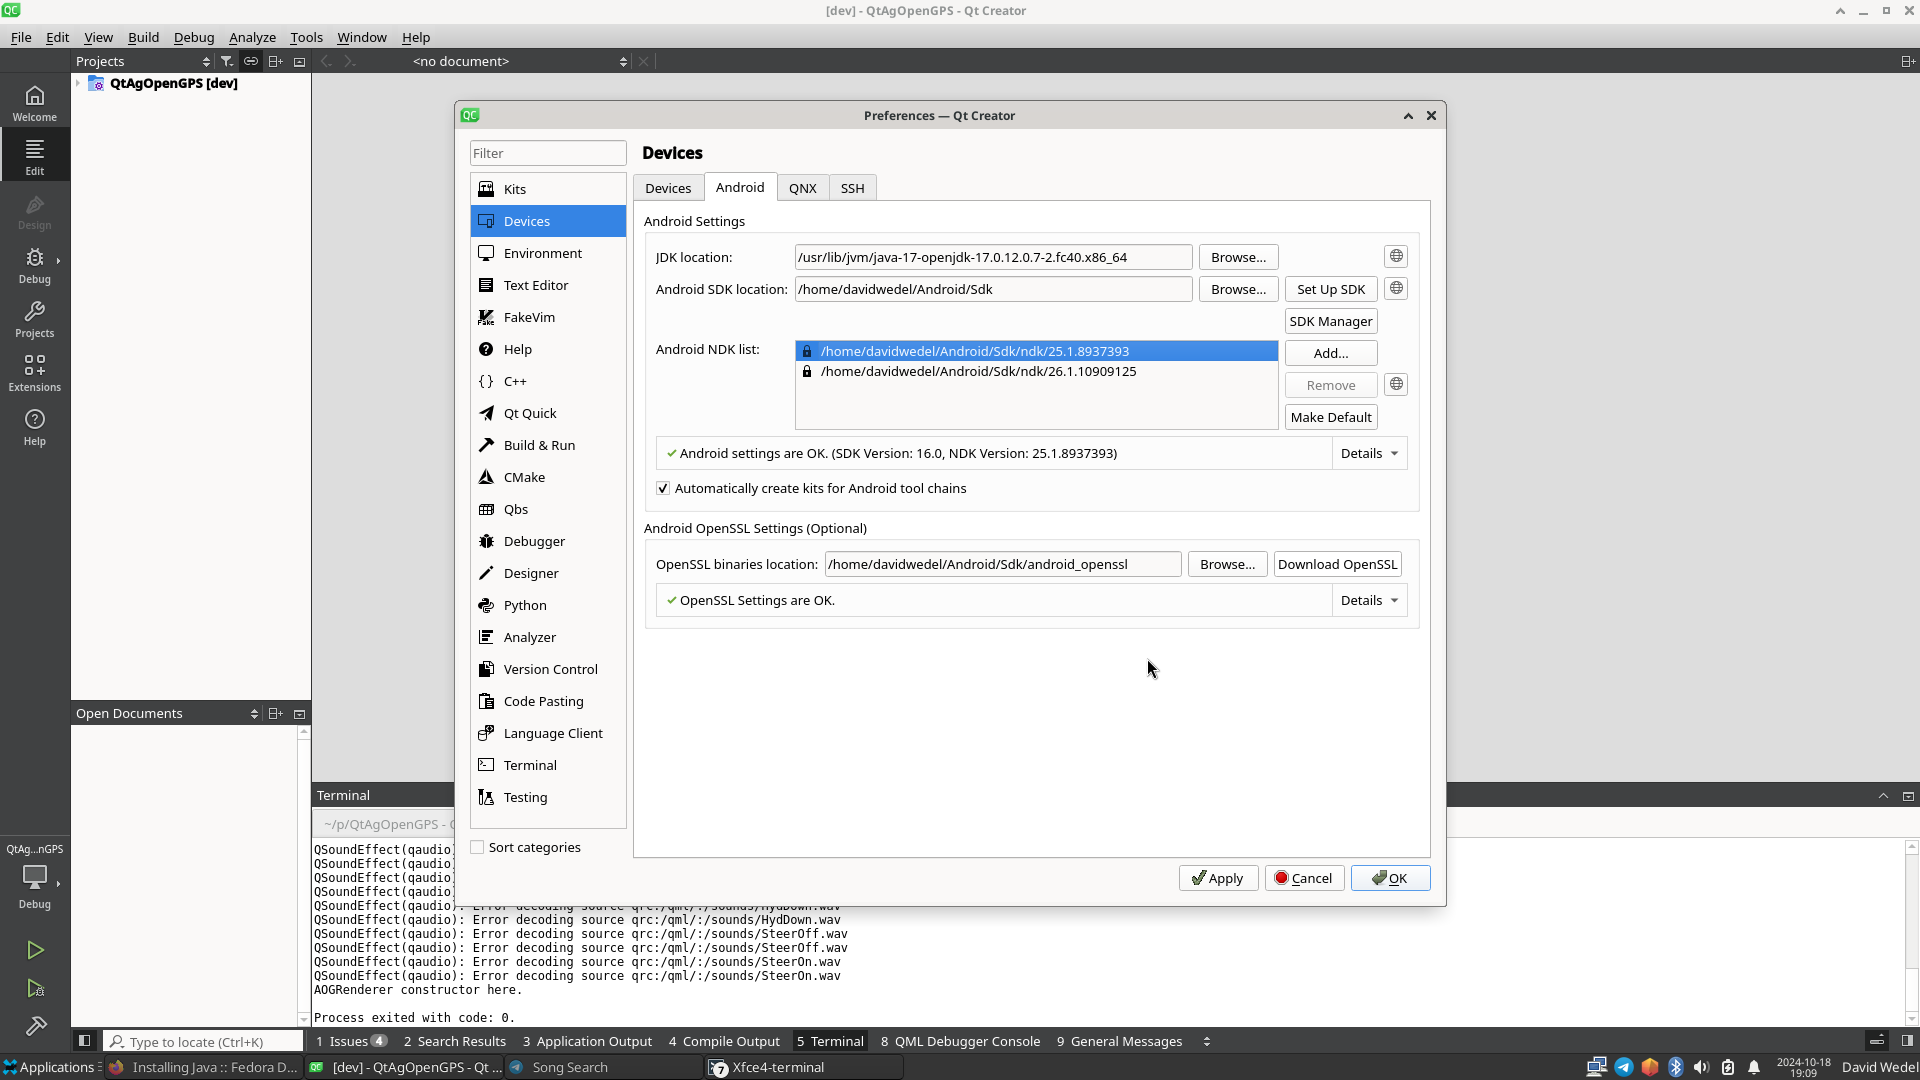 [dev] - QtAgOpenGPS - Qt Creator
File Edit View Build Debug Analyze Tools Window Help
Projects
<no document>
QtAgOpenGPS [dev]
Welcome
Edit
Design
Debug
Projects
Extensions
Help
Preferences — Qt Creator
Filter
Kits
Devices
Environment
Text Editor
FakeVim
Help
C++
Qt Quick
Build & Run
CMake
Qbs
Debugger
Designer
Python
Analyzer
Version Control
Code Pasting
Language Client
Terminal
Testing
Sort categories
Devices
Devices Android QNX SSH
Android Settings
JDK location: /usr/lib/jvm/java-17-openjdk-17.0.12.0.7-2.fc40.x86_64 Browse...
Android SDK location: /home/davidwedel/Android/Sdk Browse... Set Up SDK
SDK Manager
Android NDK list: /home/davidwedel/Android/Sdk/ndk/25.1.8937393 Add...
/home/davidwedel/Android/Sdk/ndk/26.1.10909125
Remove
Make Default
Android settings are OK. (SDK Version: 16.0, NDK Version: 25.1.8937393) Details
Automatically create kits for Android tool chains
Android OpenSSL Settings (Optional)
OpenSSL binaries location: /home/davidwedel/Android/Sdk/android_openssl Browse... Download OpenSSL
OpenSSL Settings are OK. Details
Apply Cancel OK
Open Documents
Terminal
~/p/QtAgOpenGPS -
QSoundEffect(qaudio)
QSoundEffect(qaudio)
QSoundEffect(qaudio)
QSoundEffect(qaudio)
QSoundEffect(qaudio): Error decoding source qrc:/qml/:/sounds/HydDown.wav
QSoundEffect(qaudio): Error decoding source qrc:/qml/:/sounds/HydDown.wav
QSoundEffect(qaudio): Error decoding source qrc:/qml/:/sounds/SteerOff.wav
QSoundEffect(qaudio): Error decoding source qrc:/qml/:/sounds/SteerOff.wav
QSoundEffect(qaudio): Error decoding source qrc:/qml/:/sounds/SteerOn.wav
QSoundEffect(qaudio): Error decoding source qrc:/qml/:/sounds/SteerOn.wav
AOGRenderer constructor here.
Process exited with code: 0.
QtAg...nGPS
Debug
Type to locate (Ctrl+K)
1 Issues 4 2 Search Results 3 Application Output 4 Compile Output 5 Terminal 8 QML Debugger Console 9 General Messages
Applications Installing Java :: Fedora D... [dev] - QtAgOpenGPS - Qt ... Song Search 7 Xfce4-terminal
2024-10-18
19:09
David Wedel